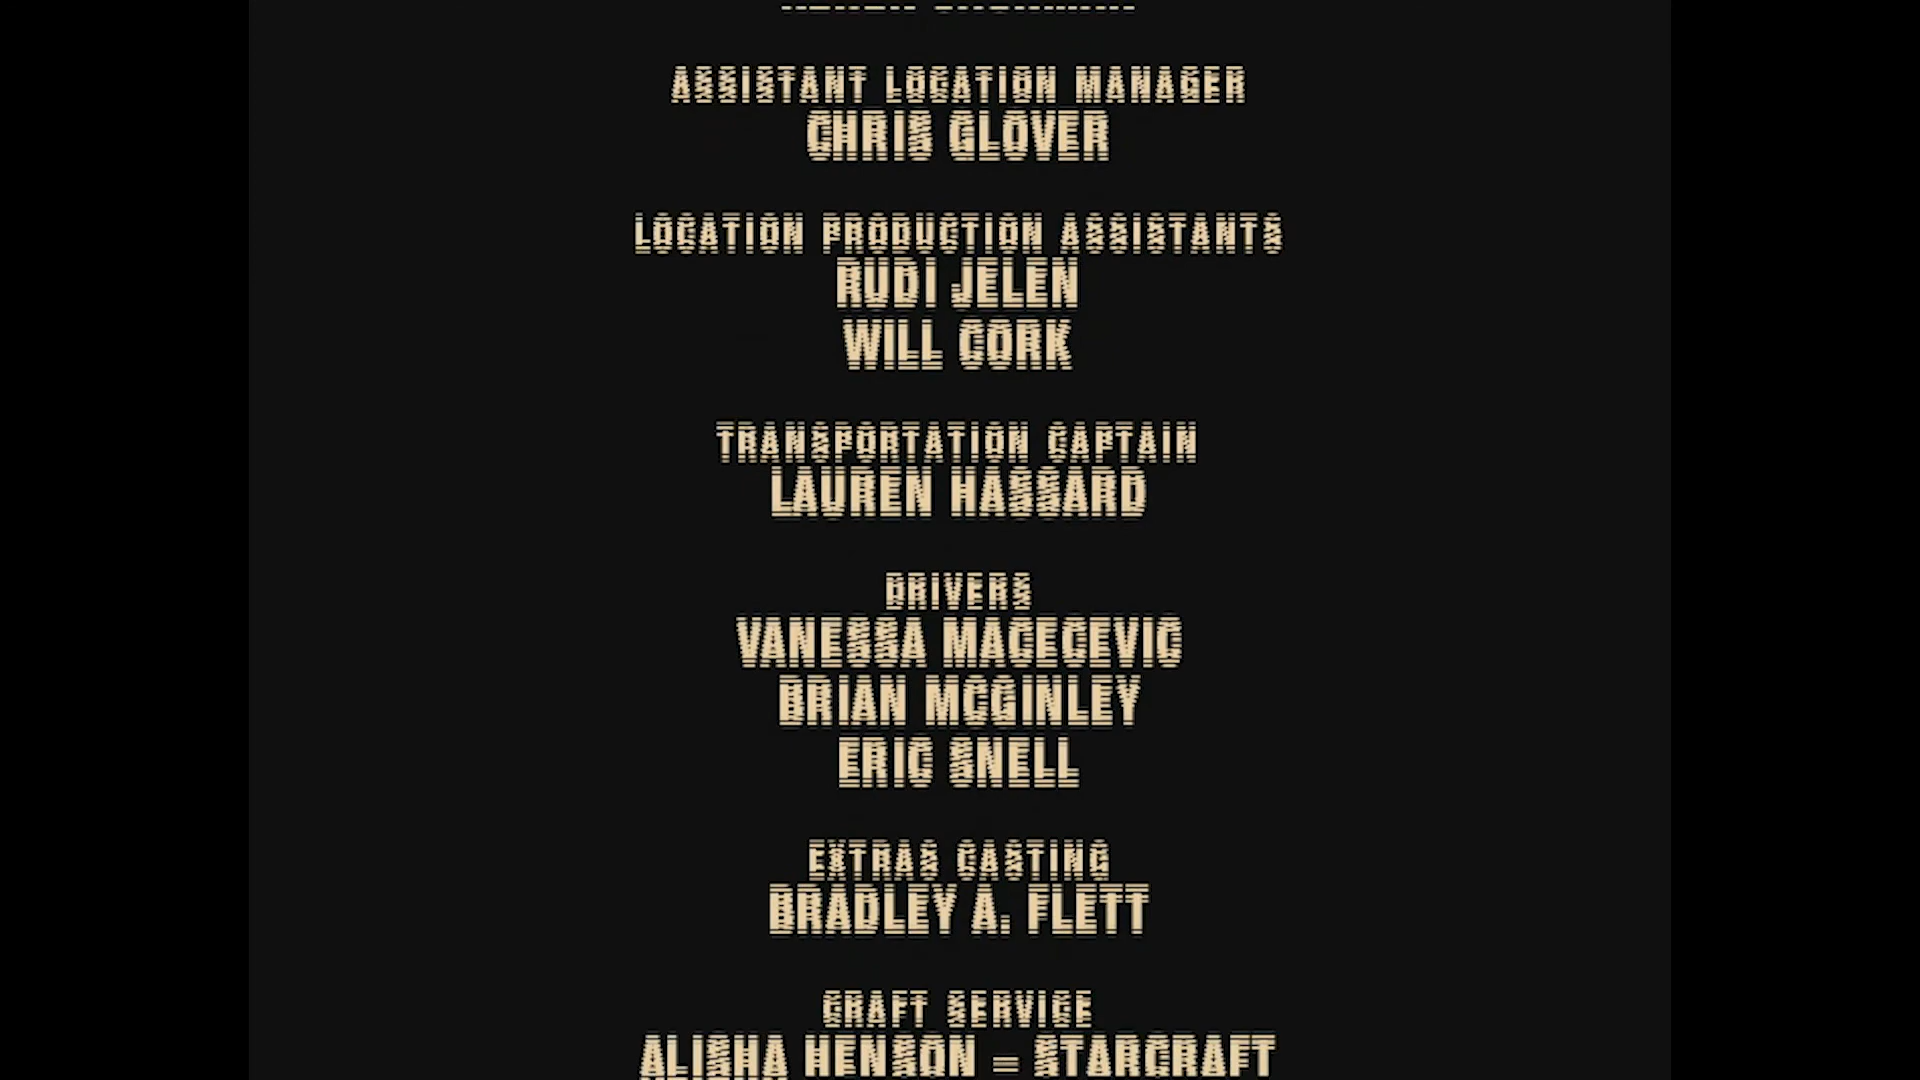 ASSISTANT LOCATION MANAGER
CHRIS GLOVER
LOCATION PRODUCTION ASSISTANTS
RUDI JELEN
WILL CORK
TRANSPORTATION CAPTAIN
LAUREN HASSARD
DRIVERS
VANESSA MACECEVIC
BRIAN MCGINLEY
ERIC SNELL
EXTRAS CASTING
BRADLEY A. FLETT
CRAFT SERVICE
ALISHA HENSON - STARCRAFT